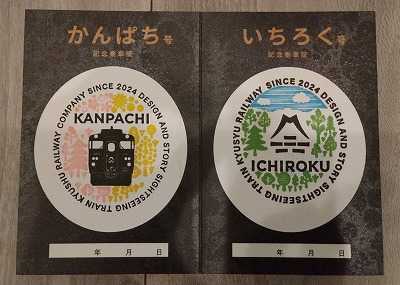 かんぱち号
記念乗車証
KYUSHU RAILWAY COMPANY SINCE 2024 DESIGN AND STORY SIGHTSEEING TRAIN
KANPACHI
年 月 日
いちろく号
記念乗車証
KYUSHU RAILWAY SINCE 2024 DESIGN AND STORY SIGHTSEEING TRAIN
ICHIROKU
年 月 日